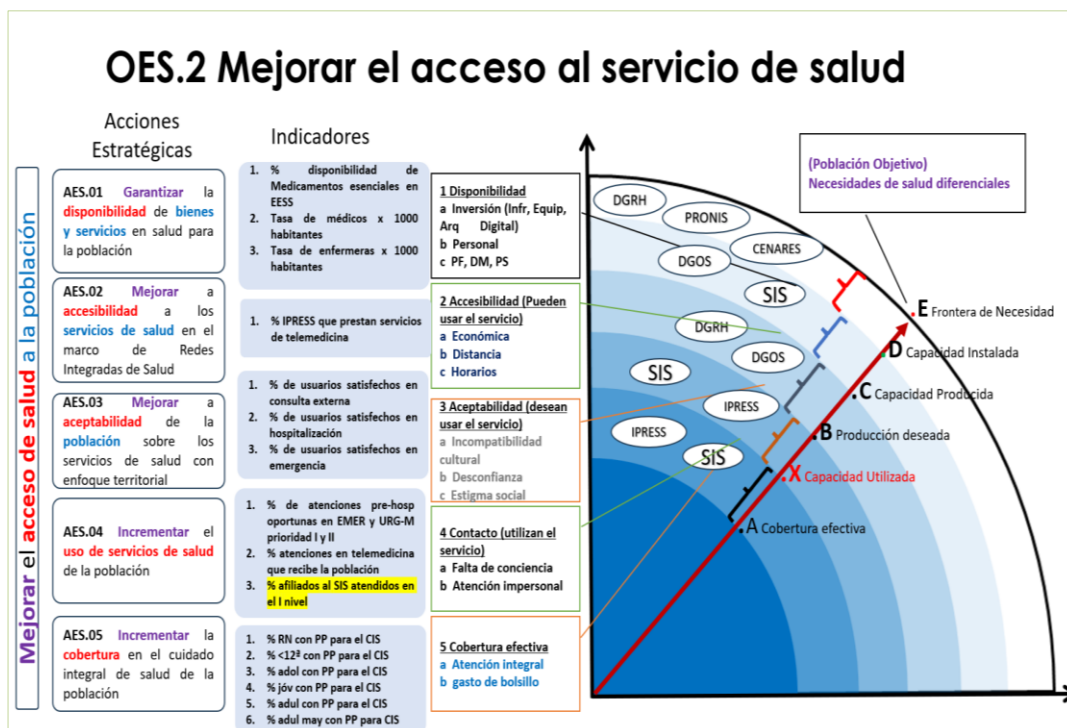 OES.2 Mejorar el acceso al servicio de salud
Mejorar el acceso de salud a la población
Acciones
Estratégicas
AES.01 Garantizar la
disponibilidad de bienes
y servicios en salud para
la población
AES.02 Mejorar a
accesibilidad a los
servicios de salud en el
marco de Redes
Integradas de Salud
AES.03 Mejorar a
aceptabilidad de la
población sobre los
servicios de salud con
enfoque territorial
AES.04 Incrementar el
uso de servicios de salud
de la población
AES.05 Incrementar la
cobertura en el cuidado
integral de salud de la
población
Indicadores
1. % disponibilidad de
Medicamentos esenciales en
EESS
2. Tasa de médicos x 1000
habitantes
3. Tasa de enfermeras x 1000
habitantes
1. % IPRESS que prestan servicios
de telemedicina
1. % de usuarios satisfechos en
consulta externa
2. % de usuarios satisfechos en
hospitalización
3. % de usuarios satisfechos en
emergencia
1. % de atenciones pre-hosp
oportunas en EMER y URG-M
prioridad I y II
2. % atenciones en telemedicina
que recibe la población
3. % afiliados al SIS atendidos en
el I nivel
1. % RN con PP para el CIS
2. % <12ª con PP para el CIS
3. % adol con PP para el CIS
4. % jóv con PP para el CIS
5. % adul con PP para el CIS
6. % adul may con PP para CIS
1 Disponibilidad
a Inversión (Infr, Equip,
Arq Digital)
b Personal
c PF, DM, PS
2 Accesibilidad (Pueden
usar el servicio)
a Económica
b Distancia
c Horarios
3 Aceptabilidad (desean
usar el servicio)
a Incompatibilidad
cultural
b Desconfianza
c Estigma social
4 Contacto (utilizan el
servicio)
a Falta de conciencia
b Atención impersonal
5 Cobertura efectiva
a Atención integral
b gasto de bolsillo
(Población Objetivo)
Necesidades de salud diferenciales
DGRH
PRONIS
CENARES
DGOS
SIS
DGRH
DGOS
SIS
IPRESS
IPRESS
SIS
.E Frontera de Necesidad
.D Capacidad Instalada
.C Capacidad Producida
.B Producción deseada
.X Capacidad Utilizada
.A Cobertura efectiva